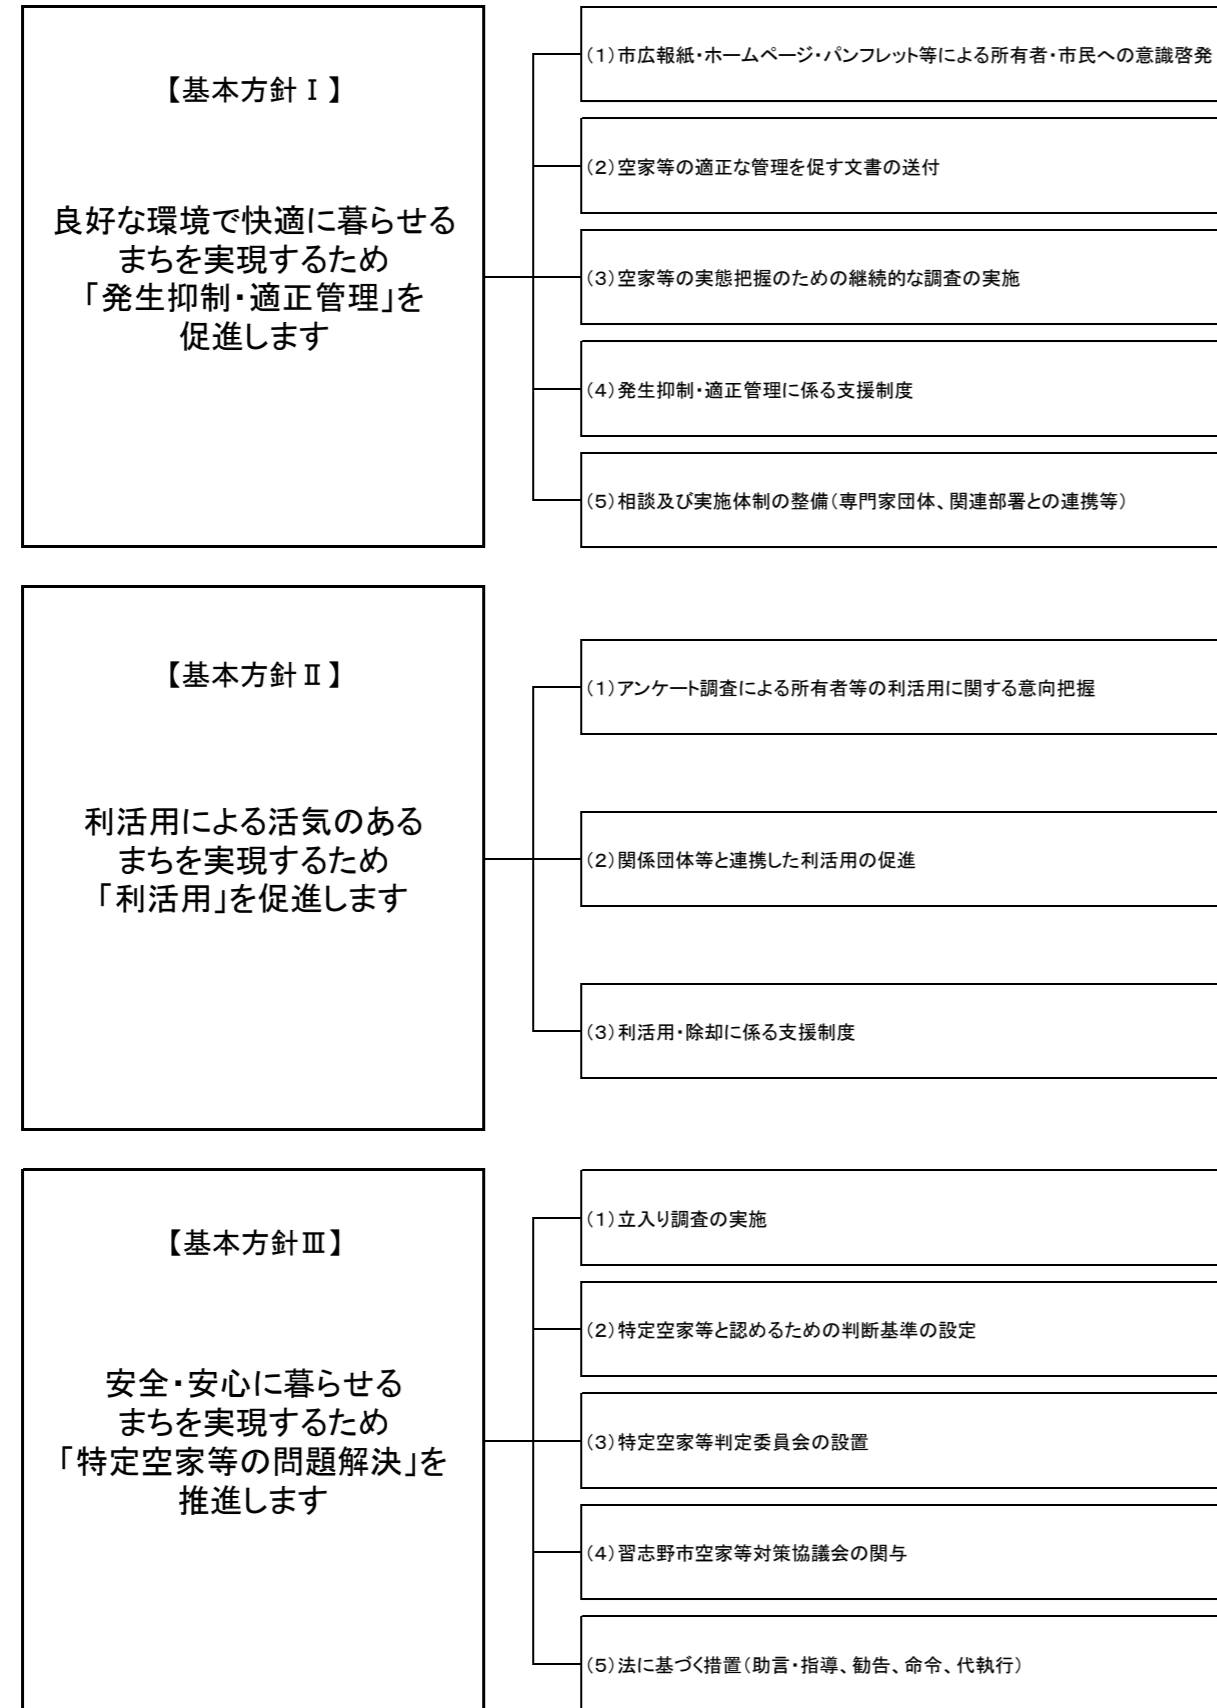 【基本方針Ⅰ】
良好な環境で快適に暮らせる
まちを実現するため
「発生抑制・適正管理」を
促進します
(1)市広報紙・ホームページ・パンフレット等による所有者・市民への意識啓発
(2)空家等の適正な管理を促す文書の送付
(3)空家等の実態把握のための継続的な調査の実施
(4)発生抑制・適正管理に係る支援制度
(5)相談及び実施体制の整備(専門家団体、関連部署との連携等)
【基本方針Ⅱ】
利活用による活気のある
まちを実現するため
「利活用」を促進します
(1)アンケート調査による所有者等の利活用に関する意向把握
(2)関係団体等と連携した利活用の促進
(3)利活用・除却に係る支援制度
【基本方針Ⅲ】
安全・安心に暮らせる
まちを実現するため
「特定空家等の問題解決」を
推進します
(1)立入り調査の実施
(2)特定空家等と認めるための判断基準の設定
(3)特定空家等判定委員会の設置
(4)習志野市空家等対策協議会の関与
(5)法に基づく措置(助言・指導、勧告、命令、代執行)